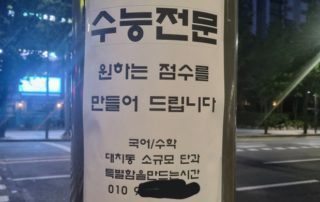 수능전문
원하는 점수를
만들어 드립니다
국어/수학
대치동 소규모 단과
특별함을만드는시간
010 9